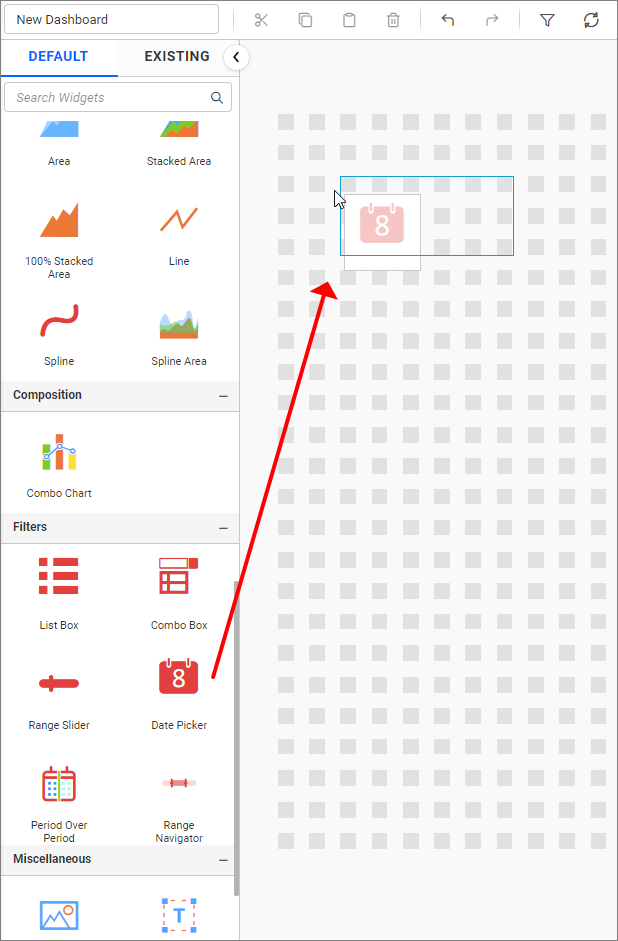 New Dashboard
DEFAULT
EXISTING
Search Widgets
Area
Stacked Area
100% Stacked
Area
Line
Spline
Spline Area
Composition
Combo Chart
Filters
List Box
Combo Box
8
8
Range Slider
Date Picker
Period Over
Period
Range
Navigator
Miscellaneous
T